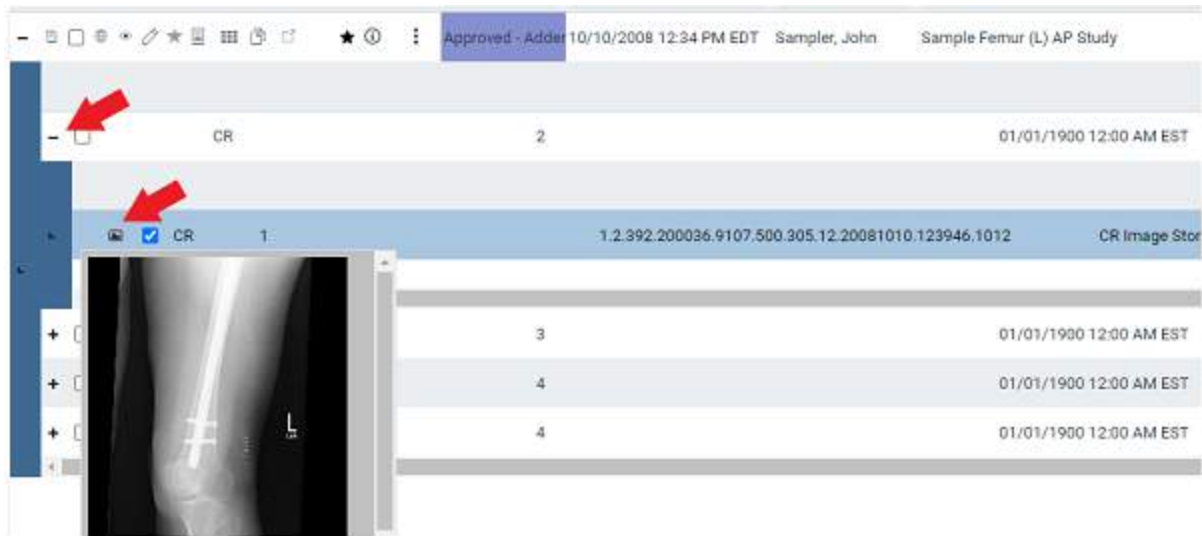 Approved - Adden 10/10/2008 12:34 PM EDT Sampler, John Sample Femur (L) AP Study
CR 2 01/01/1900 12:00 AM EST
CR 1 1.2.392.200036.9107.500.305.12.20081010.123946.1012 CR Image Stor
L
3 01/01/1900 12:00 AM EST
4 01/01/1900 12:00 AM EST
4 01/01/1900 12:00 AM EST